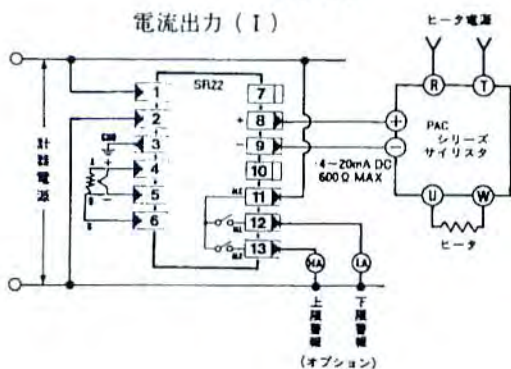 電流出力 (I)
ヒータ電源
SR22
1
2
3
4
5
6
7
8
9
10
11
12
13
+
−
GND
計器電源
4~20mA DC
600Ω MAX
R
T
+
−
PAC
シリーズ
サイリスタ
U
W
ヒータ
HA
LA
上限警報
下限警報
(オプション)